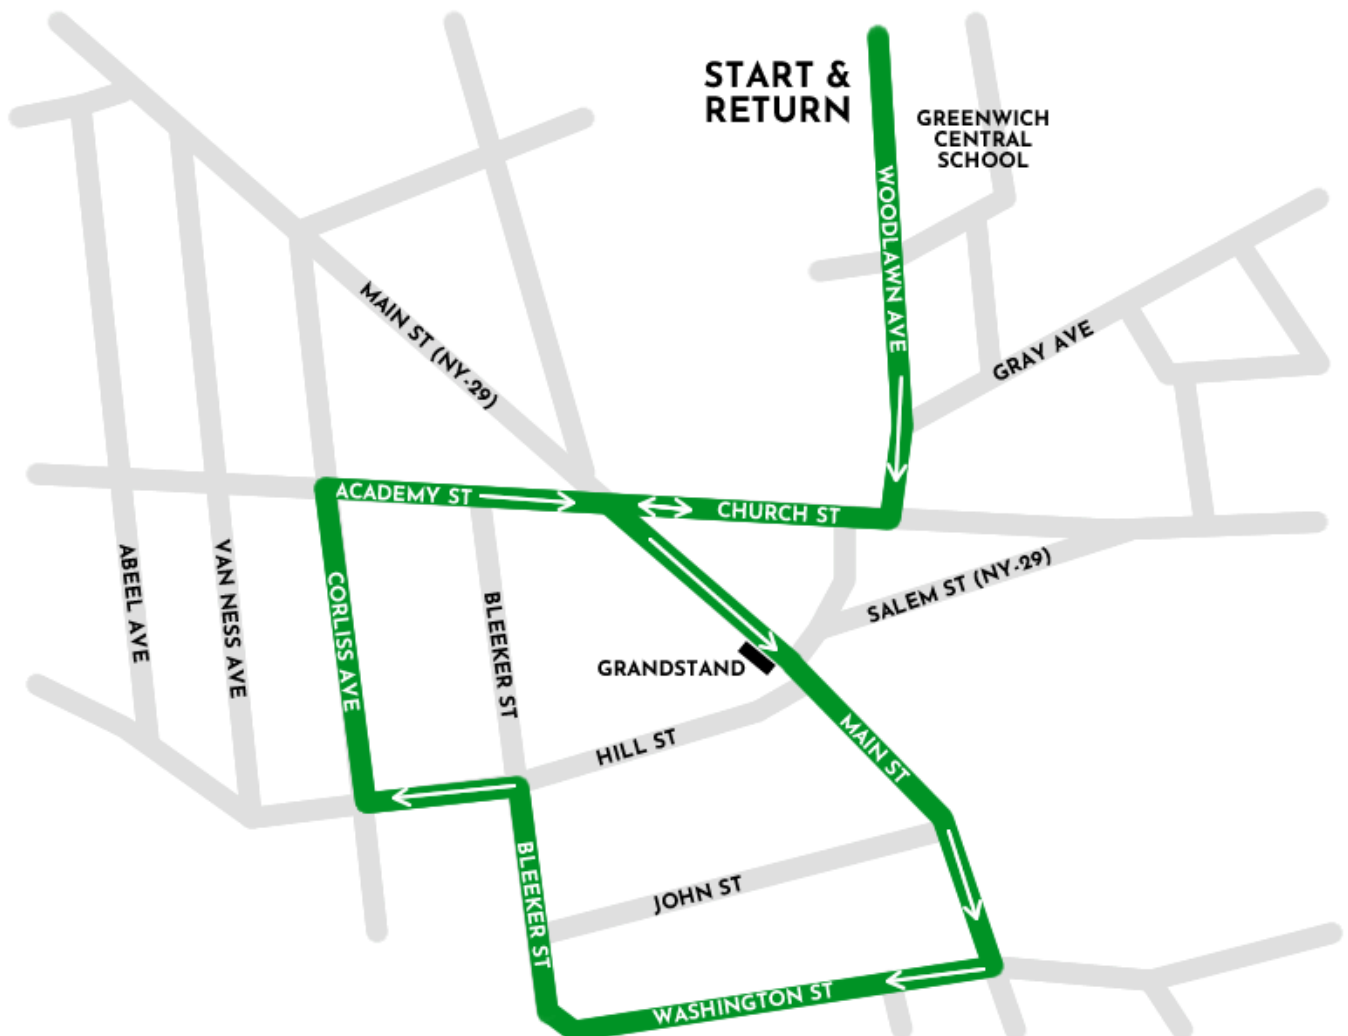 START &
RETURN
GREENWICH
CENTRAL
SCHOOL
WOODLAWN AVE
GRAY AVE
MAIN ST (NY-29)
ACADEMY ST
CHURCH ST
ABEEL AVE
VAN NESS AVE
CORLISS AVE
BLEEKER ST
SALEM ST (NY-29)
GRANDSTAND
HILL ST
MAIN ST
BLEEKER ST
JOHN ST
WASHINGTON ST